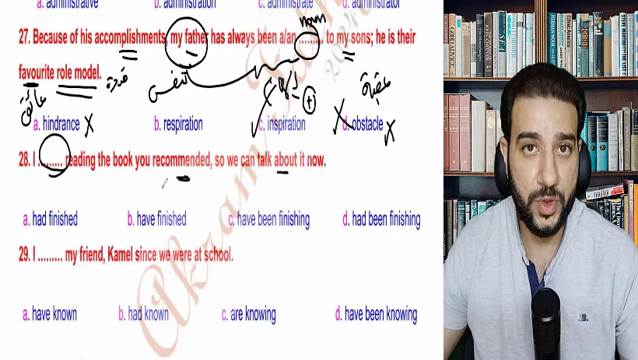 a. administrative b. administration c. administrate d. administrator
noun
27. Because of his accomplishments, my father has always been a/an ........ to my sons; he is their
favourite role model.
قدوة
عائق
التنفس
عقبة
a. hindrance b. respiration c. inspiration d. obstacle
28. I ........ reading the book you recommended, so we can talk about it now.
a. had finished b. have finished c. have been finishing d. had been finishing
29. I ......... my friend, Kamel since we were at school.
a. have known b. had known c. are knowing d. have been knowing
Akram